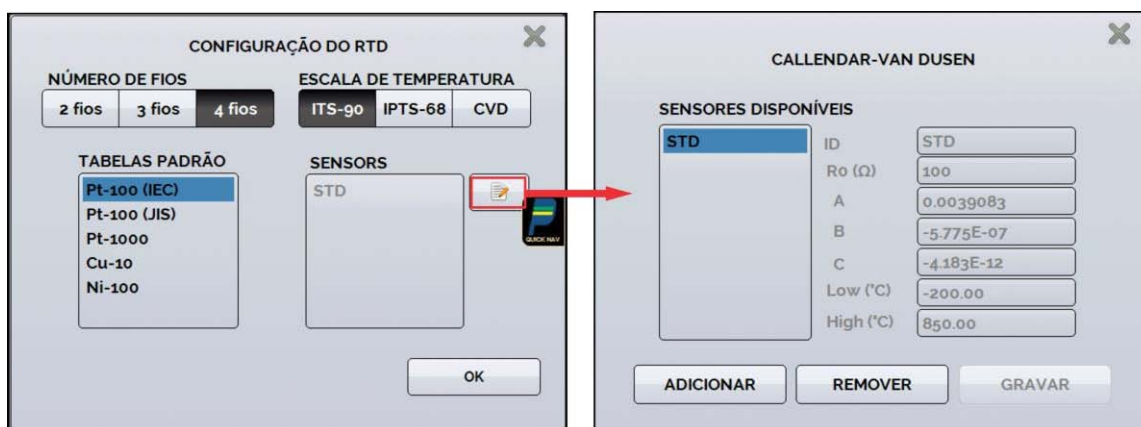 CONFIGURAÇÃO DO RTD
NÚMERO DE FIOS
2 fios 3 fios 4 fios
ESCALA DE TEMPERATURA
ITS-90 IPTS-68 CVD
TABELAS PADRÃO
Pt-100 (IEC)
Pt-100 (JIS)
Pt-1000
Cu-10
Ni-100
SENSORS
STD
QUICK NAV
OK
CALLENDAR-VAN DUSEN
SENSORES DISPONÍVEIS
STD
ID STD
Ro (Ω) 100
A 0.0039083
B -5.775E-07
C -4.183E-12
Low (°C) -200.00
High (°C) 850.00
ADICIONAR REMOVER GRAVAR